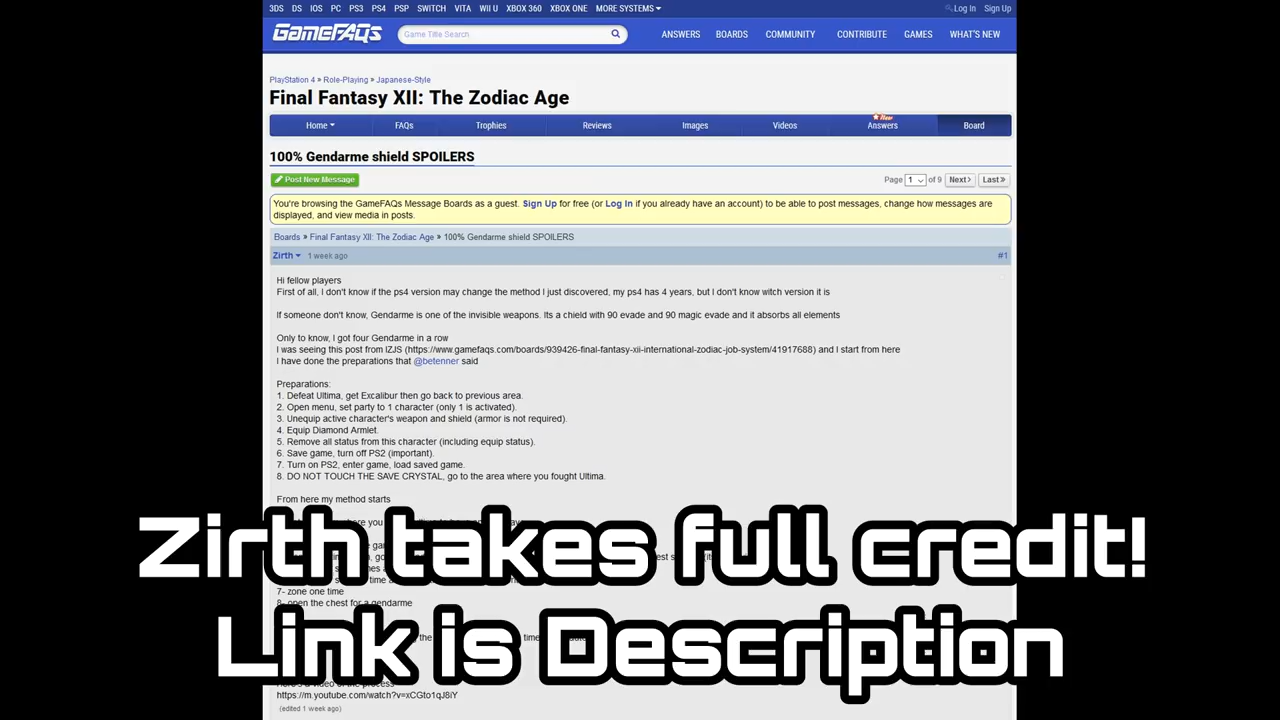 3DS DS IOS PC PS3 PS4 PSP SWITCH VITA WII U XBOX 360 XBOX ONE MORE SYSTEMS Log In Sign Up
GameFAQs Game Title Search ANSWERS BOARDS COMMUNITY CONTRIBUTE GAMES WHAT'S NEW
PlayStation 4 » Role-Playing » Japanese-Style
Final Fantasy XII: The Zodiac Age
New
Home FAQs Trophies Reviews Images Videos Answers Board
100% Gendarme shield SPOILERS
Post New Message Page 1 of 9 Next> Last»
You're browsing the GameFAQs Message Boards as a guest. Sign Up for free (or Log In if you already have an account) to be able to post messages, change how messages are
displayed, and view media in posts.
Boards » Final Fantasy XII: The Zodiac Age » 100% Gendarme shield SPOILERS
Zirth 1 week ago #1
Hi fellow players
First of all, I don't know if the ps4 version may change the method I just discovered, my ps4 has 4 years, but I don't know witch version it is
If someone don't know, Gendarme is one of the invisible weapons. Its a chield with 90 evade and 90 magic evade and it absorbs all elements
Only to know, I got four Gendarme in a row
I was seeing this post from IZJS (https://www.gamefaqs.com/boards/939426-final-fantasy-xii-international-zodiac-job-system/41917688) and I start from here
I have done the preparations that @betenner said
Preparations:
1. Defeat Ultima, get Excalibur then go back to previous area.
2. Open menu, set party to 1 character (only 1 is activated).
3. Unequip active character's weapon and shield (armor is not required).
4. Equip Diamond Armlet.
5. Remove all status from this character (including equip status).
6. Save game, turn off PS2 (important).
7. Turn on PS2, enter game, load saved game.
8. DO NOT TOUCH THE SAVE CRYSTAL, go to the area where you fought Ultima.
From here my method starts
Zirth takes full credit!
7- zone one time
8- open the chest for a gendarme
Link is Description
https://m.youtube.com/watch?v=xCGto1qJ8iY
(edited 1 week ago)